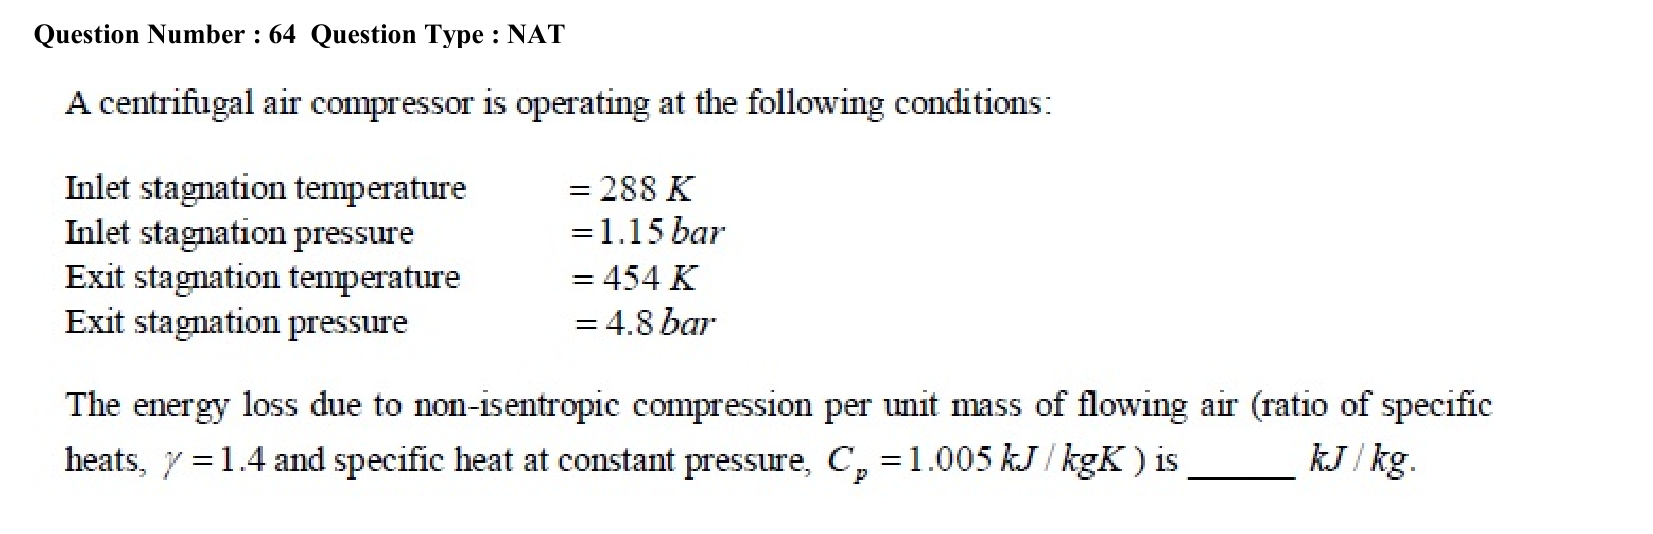 Question Number : 64 Question Type : NAT
A centrifugal air compressor is operating at the following conditions:
Inlet stagnation temperature = 288 K
Inlet stagnation pressure = 1.15 bar
Exit stagnation temperature = 454 K
Exit stagnation pressure = 4.8 bar
The energy loss due to non-isentropic compression per unit mass of flowing air (ratio of specific
heats, γ = 1.4 and specific heat at constant pressure, Cₚ = 1.005 kJ / kgK ) is ______ kJ / kg.